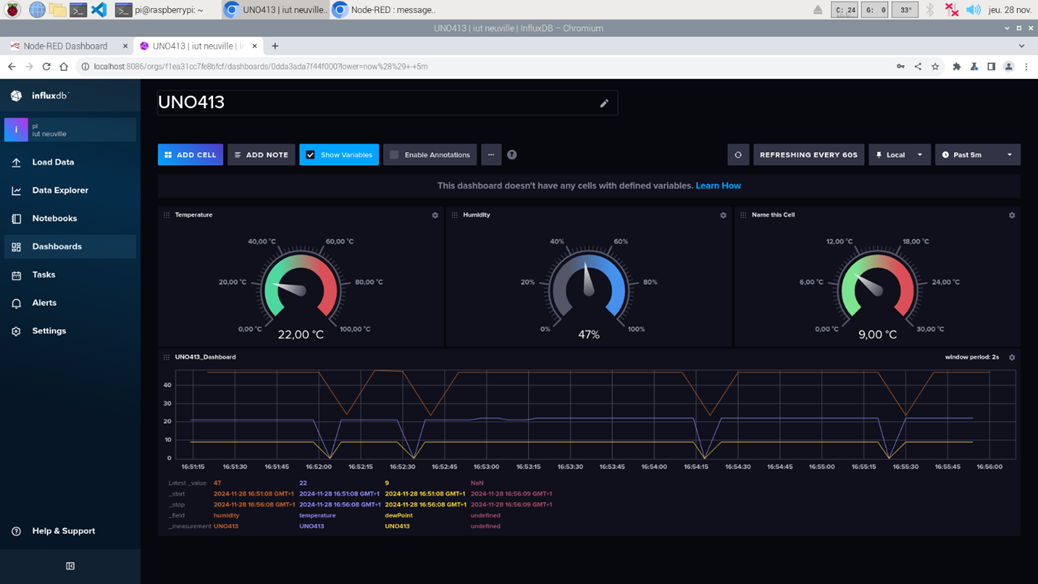 pi@raspberrypi: ~
UNO413 | iut neuville..
Node-RED : message..
C: 24
G: 0
33°
jeu. 28 nov.
UNO413 | iut neuville | InfluxDB – Chromium
Node-RED Dashboard
UNO413 | iut neuville | In
localhost:8086/orgs/f1ea31cc7fe8bfcf/dashboards/0dda3ada7f44f000?lower=now%28%29+-+5m
influxdb
UNO413
i
pi
iut neuville
Load Data
Data Explorer
Notebooks
Dashboards
Tasks
Alerts
Settings
Help & Support
ADD CELL
ADD NOTE
Show Variables
Enable Annotations
REFRESHING EVERY 60S
Local
Past 5m
This dashboard doesn't have any cells with defined variables. Learn How
Temperature
Humidity
Name this Cell
40,00 °C 60,00 °C
20,00 °C 80,00 °C
0,00 °C 100,00 °C
22,00 °C
40% 60%
20% 80%
0% 100%
47%
12,00 °C 18,00 °C
6,00 °C 24,00 °C
0,00 °C 30,00 °C
9,00 °C
UNO413_Dashboard
window period: 2s
40
30
20
10
0
16:51:15 16:51:30 16:51:45 16:52:00 16:52:15 16:52:30 16:52:45 16:53:00 16:53:15 16:53:30 16:53:45 16:54:00 16:54:15 16:54:30 16:54:45 16:55:00 16:55:15 16:55:30 16:55:45 16:56:00
Latest _value 47 22 9 NaN
_start 2024-11-28 16:51:08 GMT+1 2024-11-28 16:51:08 GMT+1 2024-11-28 16:51:08 GMT+1 2024-11-28 16:56:09 GMT+1
_stop 2024-11-28 16:56:08 GMT+1 2024-11-28 16:56:08 GMT+1 2024-11-28 16:56:08 GMT+1 2024-11-28 16:56:09 GMT+1
_field humidity temperature dewPoint undefined
_measurement UNO413 UNO413 UNO413 undefined